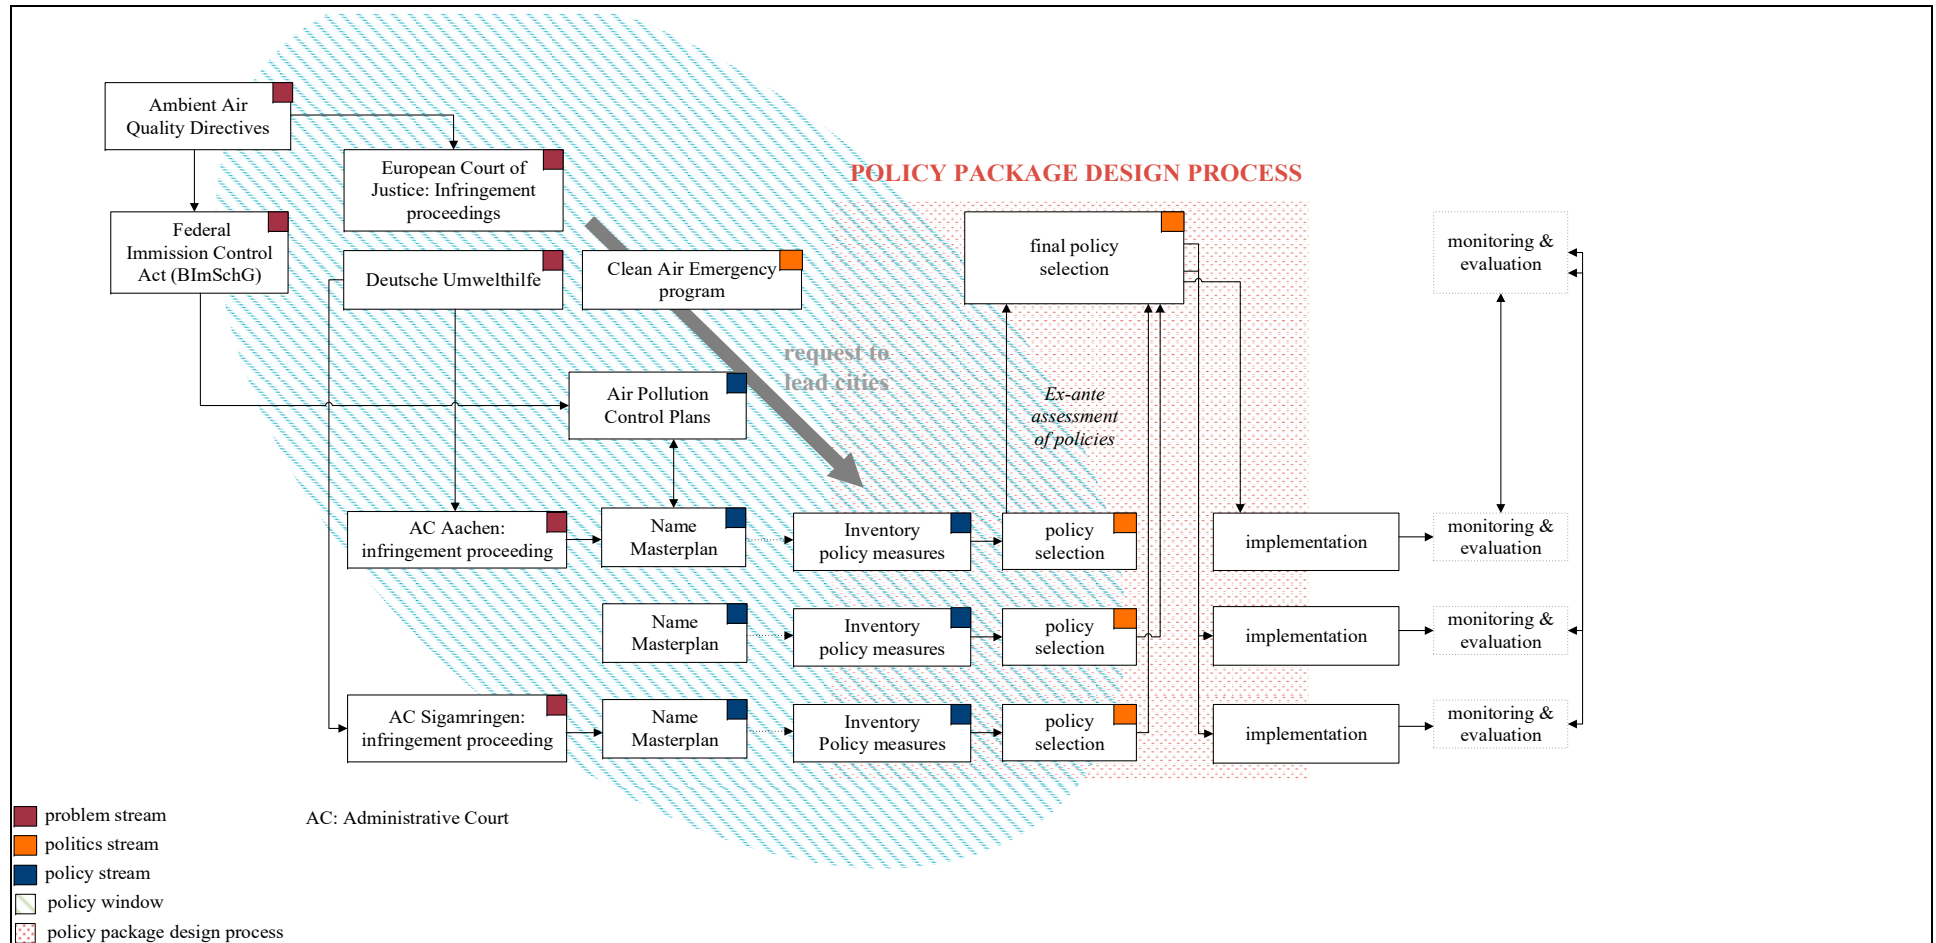 Ambient Air
Quality Directives
European Court of
Justice: Infringement
proceedings
POLICY PACKAGE DESIGN PROCESS
Federal
Immission Control
Act (BImSchG)
Deutsche Umwelthilfe
Clean Air Emergency
program
final policy
selection
monitoring &
evaluation
request to
lead cities
Air Pollution
Control Plans
Ex-ante
assessment
of policies
AC Aachen:
infringement proceeding
Name
Masterplan
Inventory
policy measures
policy
selection
implementation
monitoring &
evaluation
Name
Masterplan
Inventory
policy measures
policy
selection
implementation
monitoring &
evaluation
AC Sigamringen:
infringement proceeding
Name
Masterplan
Inventory
Policy measures
policy
selection
implementation
monitoring &
evaluation
problem stream
AC: Administrative Court
politics stream
policy stream
policy window
policy package design process